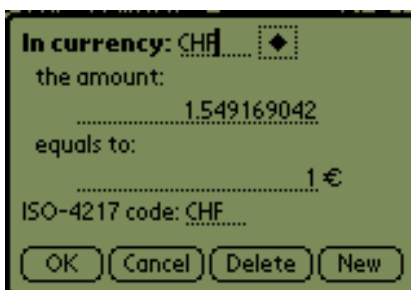 In currency: CHF
the amount:
1.549169042
equals to:
1 €
ISO-4217 code: CHF
OK Cancel Delete New